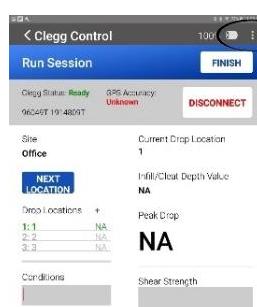 < Clegg Control 100
Run Session FINISH
Clegg Status: Ready GPS Accuracy:
Unknown
96049T 1914809T DISCONNECT
Site Current Drop Location
Office 1
NEXT
LOCATION
Infill/Cleat Depth Value
NA
Drop Locations +
1: 1 NA
2: 2 NA
3: 3 NA
Peak Drop
NA
Conditions Shear Strength